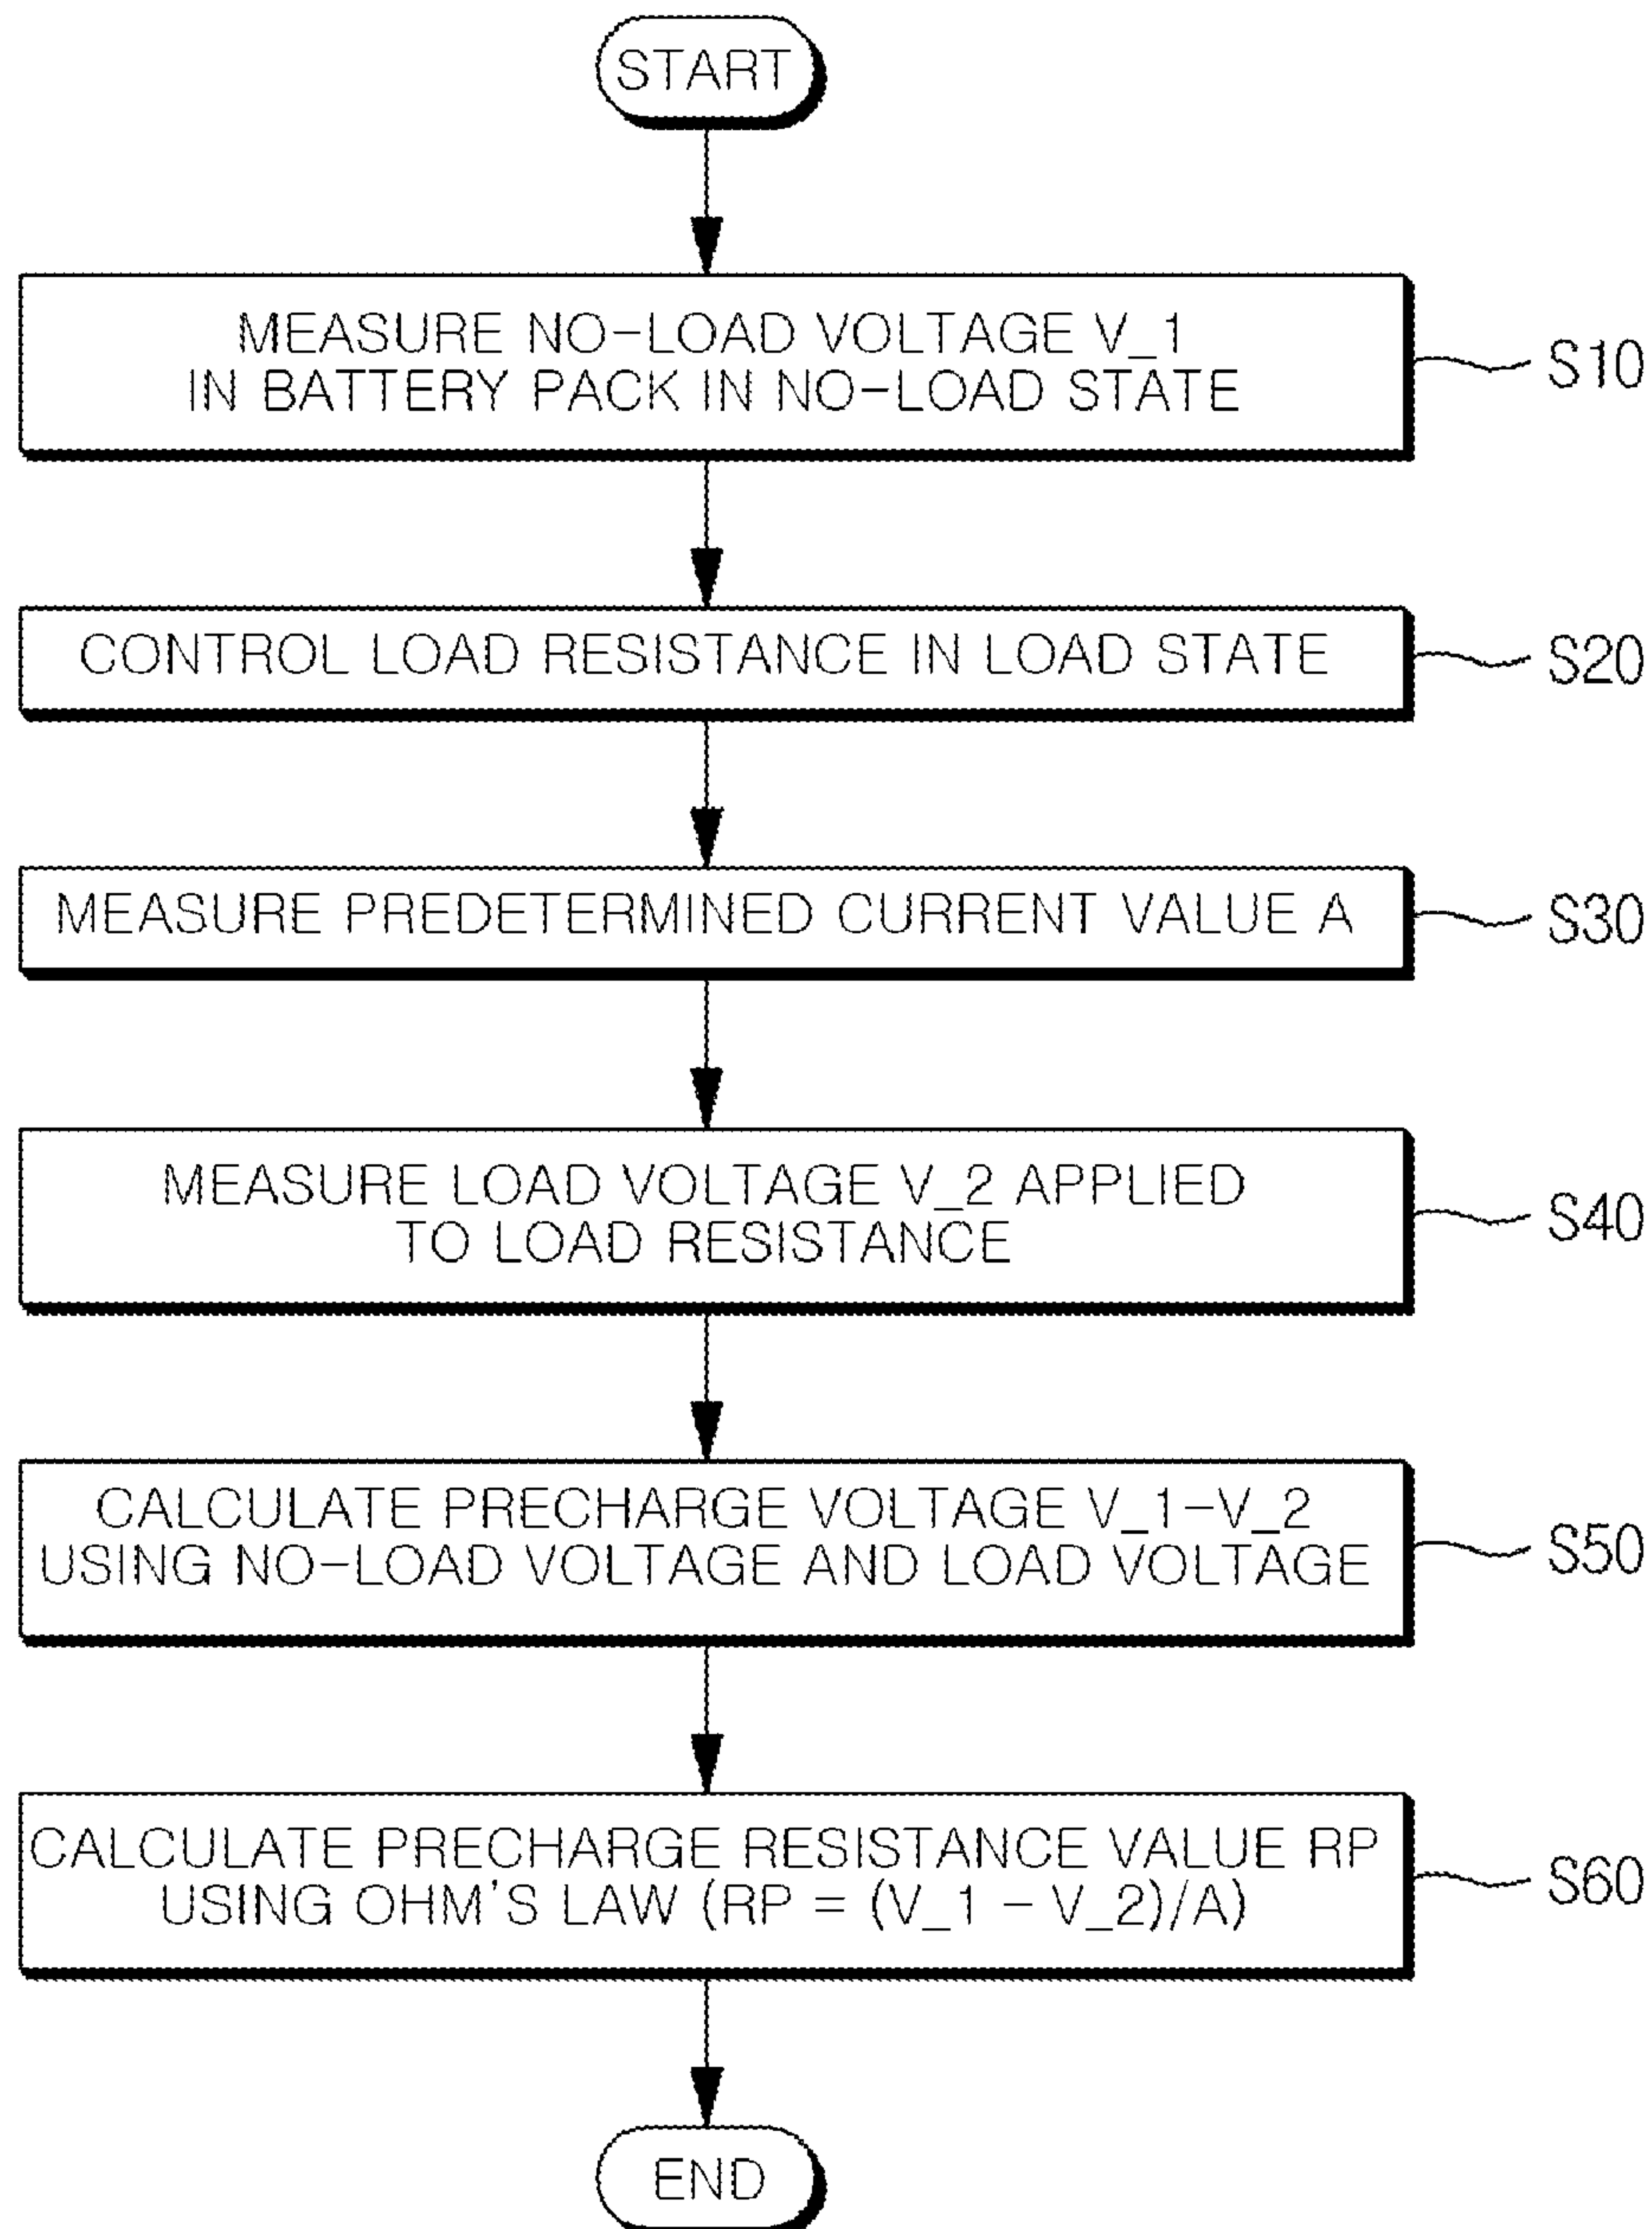 START
MEASURE NO-LOAD VOLTAGE V_1
IN BATTERY PACK IN NO-LOAD STATE
S10
CONTROL LOAD RESISTANCE IN LOAD STATE
S20
MEASURE PREDETERMINED CURRENT VALUE A
S30
MEASURE LOAD VOLTAGE V_2 APPLIED
TO LOAD RESISTANCE
S40
CALCULATE PRECHARGE VOLTAGE V_1-V_2
USING NO-LOAD VOLTAGE AND LOAD VOLTAGE
S50
CALCULATE PRECHARGE RESISTANCE VALUE RP
USING OHM'S LAW (RP = (V_1 - V_2)/A)
S60
END